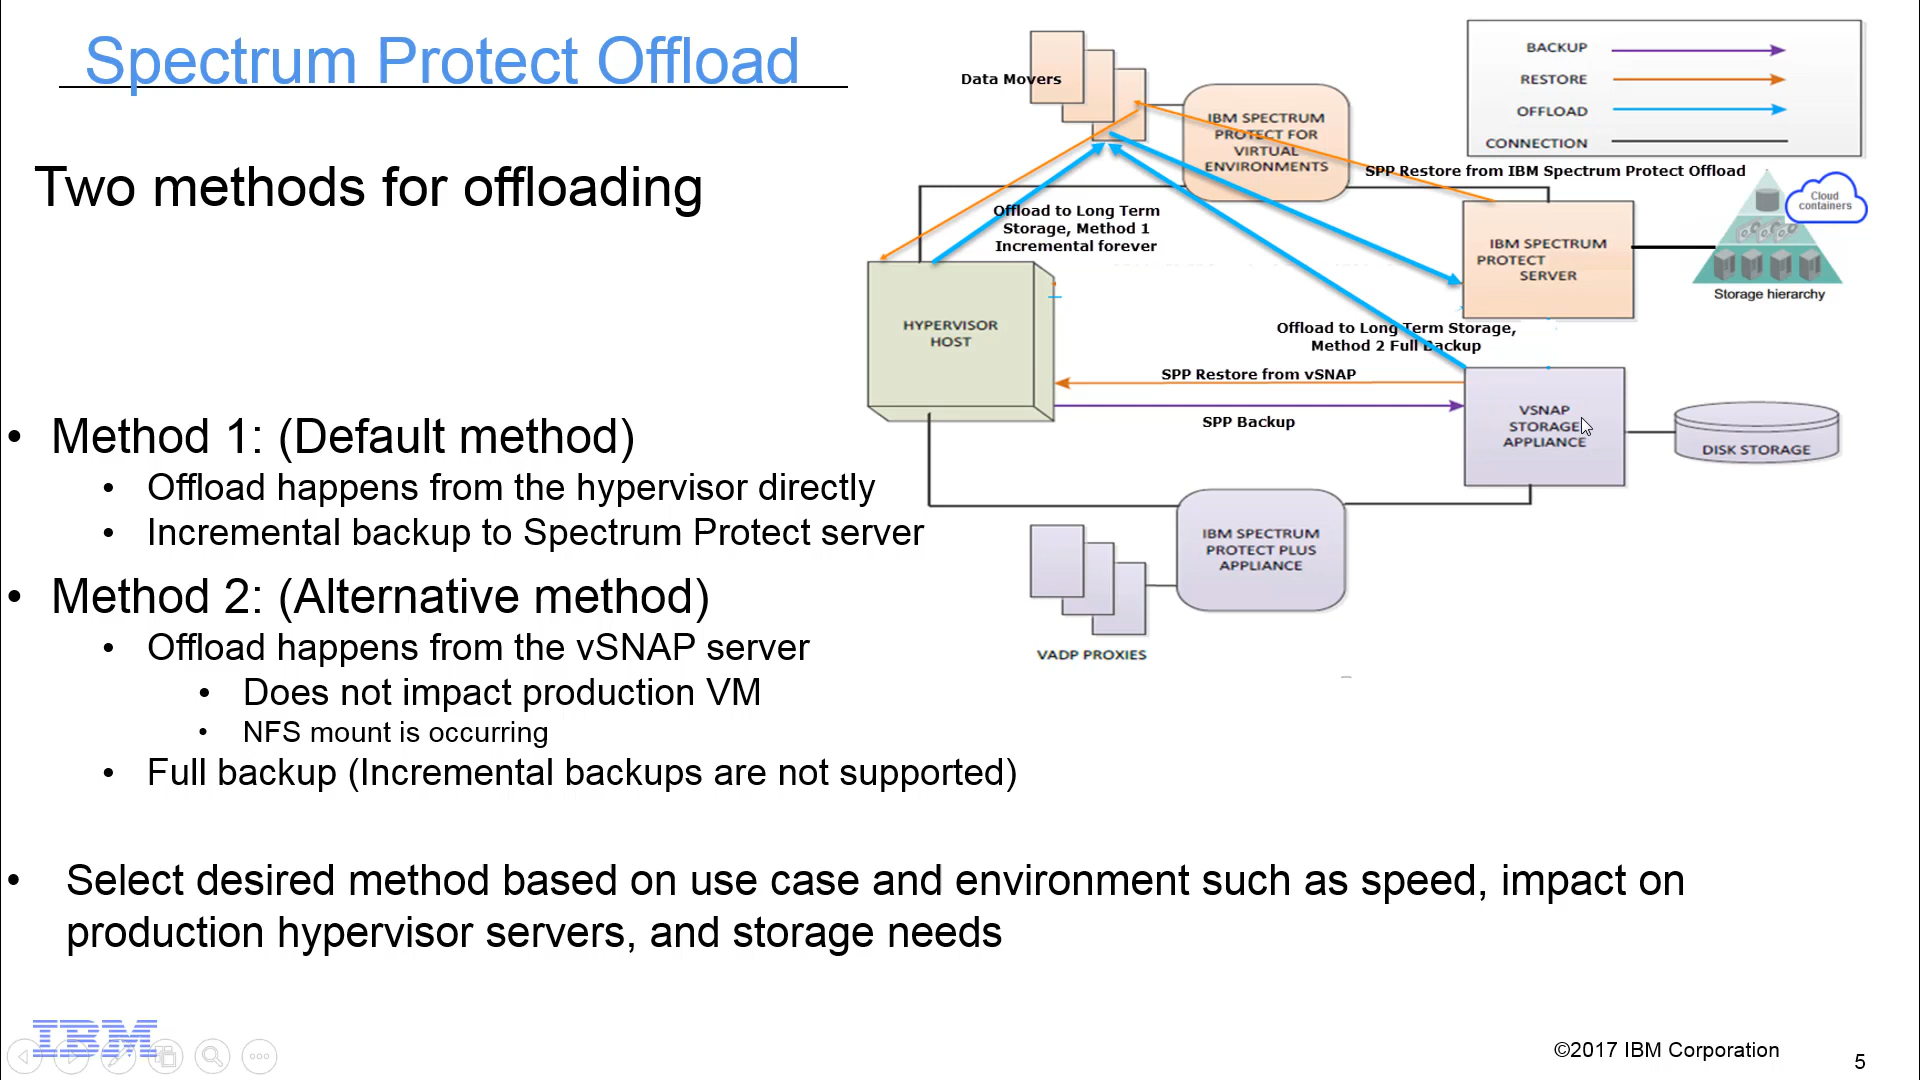 Spectrum Protect Offload
Two methods for offloading
• Method 1: (Default method)
• Offload happens from the hypervisor directly
• Incremental backup to Spectrum Protect server
• Method 2: (Alternative method)
• Offload happens from the vSNAP server
• Does not impact production VM
• NFS mount is occurring
• Full backup (Incremental backups are not supported)
• Select desired method based on use case and environment such as speed, impact on
production hypervisor servers, and storage needs
Data Movers
IBM SPECTRUM
PROTECT FOR
VIRTUAL
ENVIRONMENTS
BACKUP
RESTORE
OFFLOAD
CONNECTION
SPP Restore from IBM Spectrum Protect Offload
Cloud
containers
Offload to Long Term
Storage, Method 1
Incremental forever
IBM SPECTRUM
PROTECT
SERVER
Storage hierarchy
HYPERVISOR
HOST
Offload to Long Term Storage,
Method 2 Full Backup
SPP Restore from vSNAP
SPP Backup
VSNAP
STORAGE
APPLIANCE
DISK STORAGE
IBM SPECTRUM
PROTECT PLUS
APPLIANCE
VADP PROXIES
IBM
©2017 IBM Corporation
5